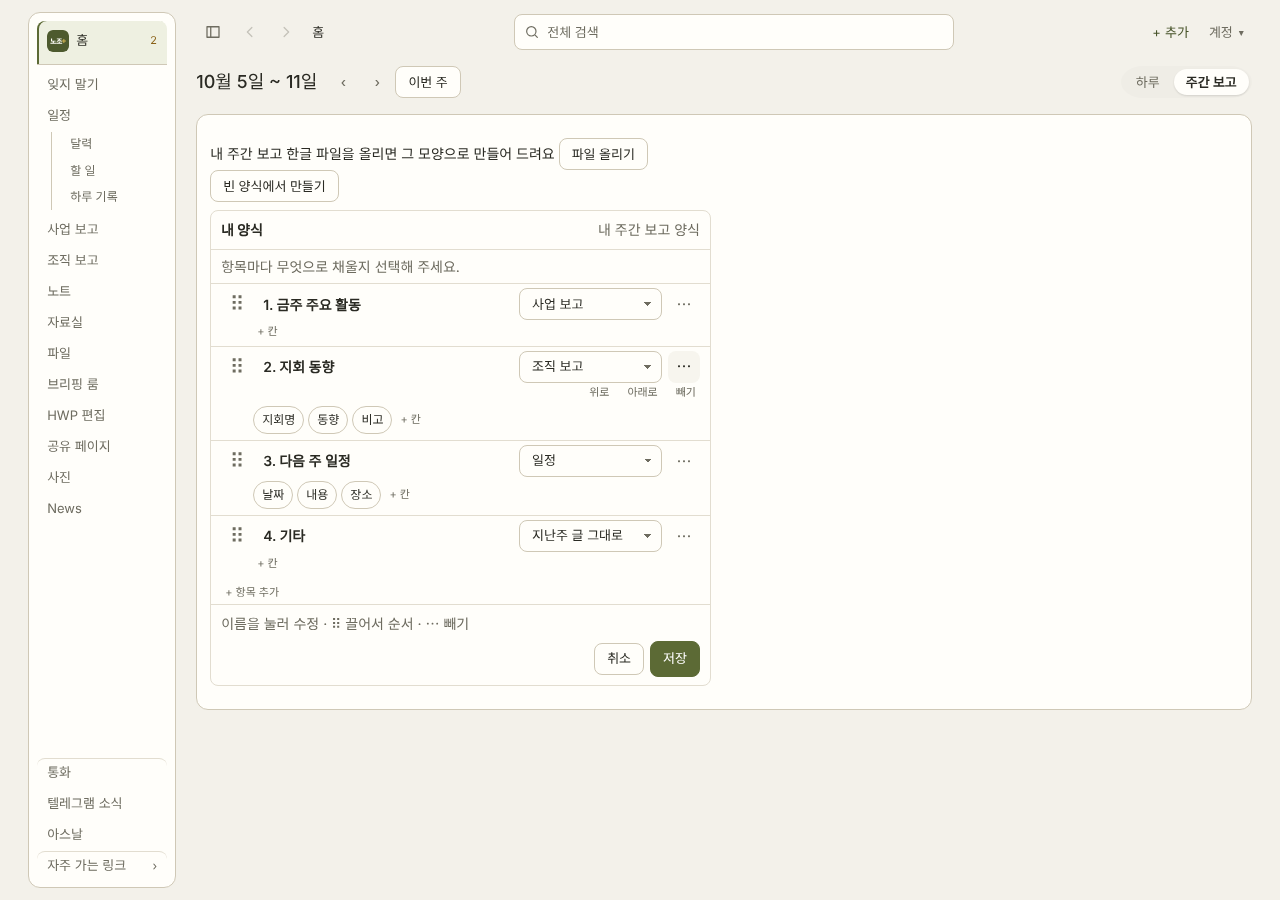 노조+ 홈 2
잊지 말기
일정
달력
할 일
하루 기록
사업 보고
조직 보고
노트
자료실
파일
브리핑 룸
HWP 편집
공유 페이지
사진
News
통화
텔레그램 소식
아스날
자주 가는 링크 ›
홈
전체 검색
+ 추가
계정 ▾
10월 5일 ~ 11일 ‹ › 이번 주
하루 주간 보고
내 주간 보고 한글 파일을 올리면 그 모양으로 만들어 드려요 파일 올리기
빈 양식에서 만들기
내 양식 내 주간 보고 양식
항목마다 무엇으로 채울지 선택해 주세요.
⠿ 1. 금주 주요 활동 사업 보고 ⋯
+ 칸
⠿ 2. 지회 동향 조직 보고 ⋯
위로 아래로 빼기
지회명 동향 비고 + 칸
⠿ 3. 다음 주 일정 일정 ⋯
날짜 내용 장소 + 칸
⠿ 4. 기타 지난주 글 그대로 ⋯
+ 칸
+ 항목 추가
이름을 눌러 수정 · ⠿ 끌어서 순서 · ⋯ 빼기
취소 저장